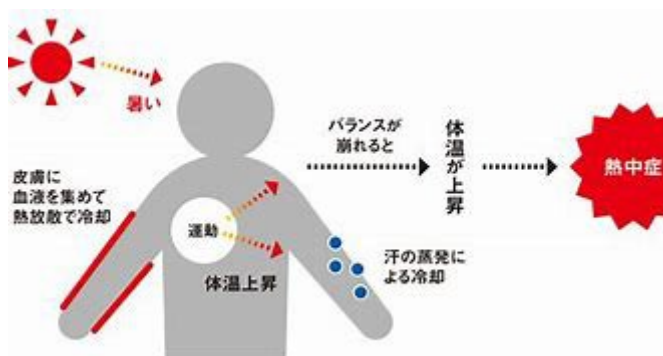 暑い
皮膚に
血液を集めて
熱放散で冷却
運動
体温上昇
バランスが
崩れると
体温が上昇
汗の蒸発に
よる冷却
熱中症